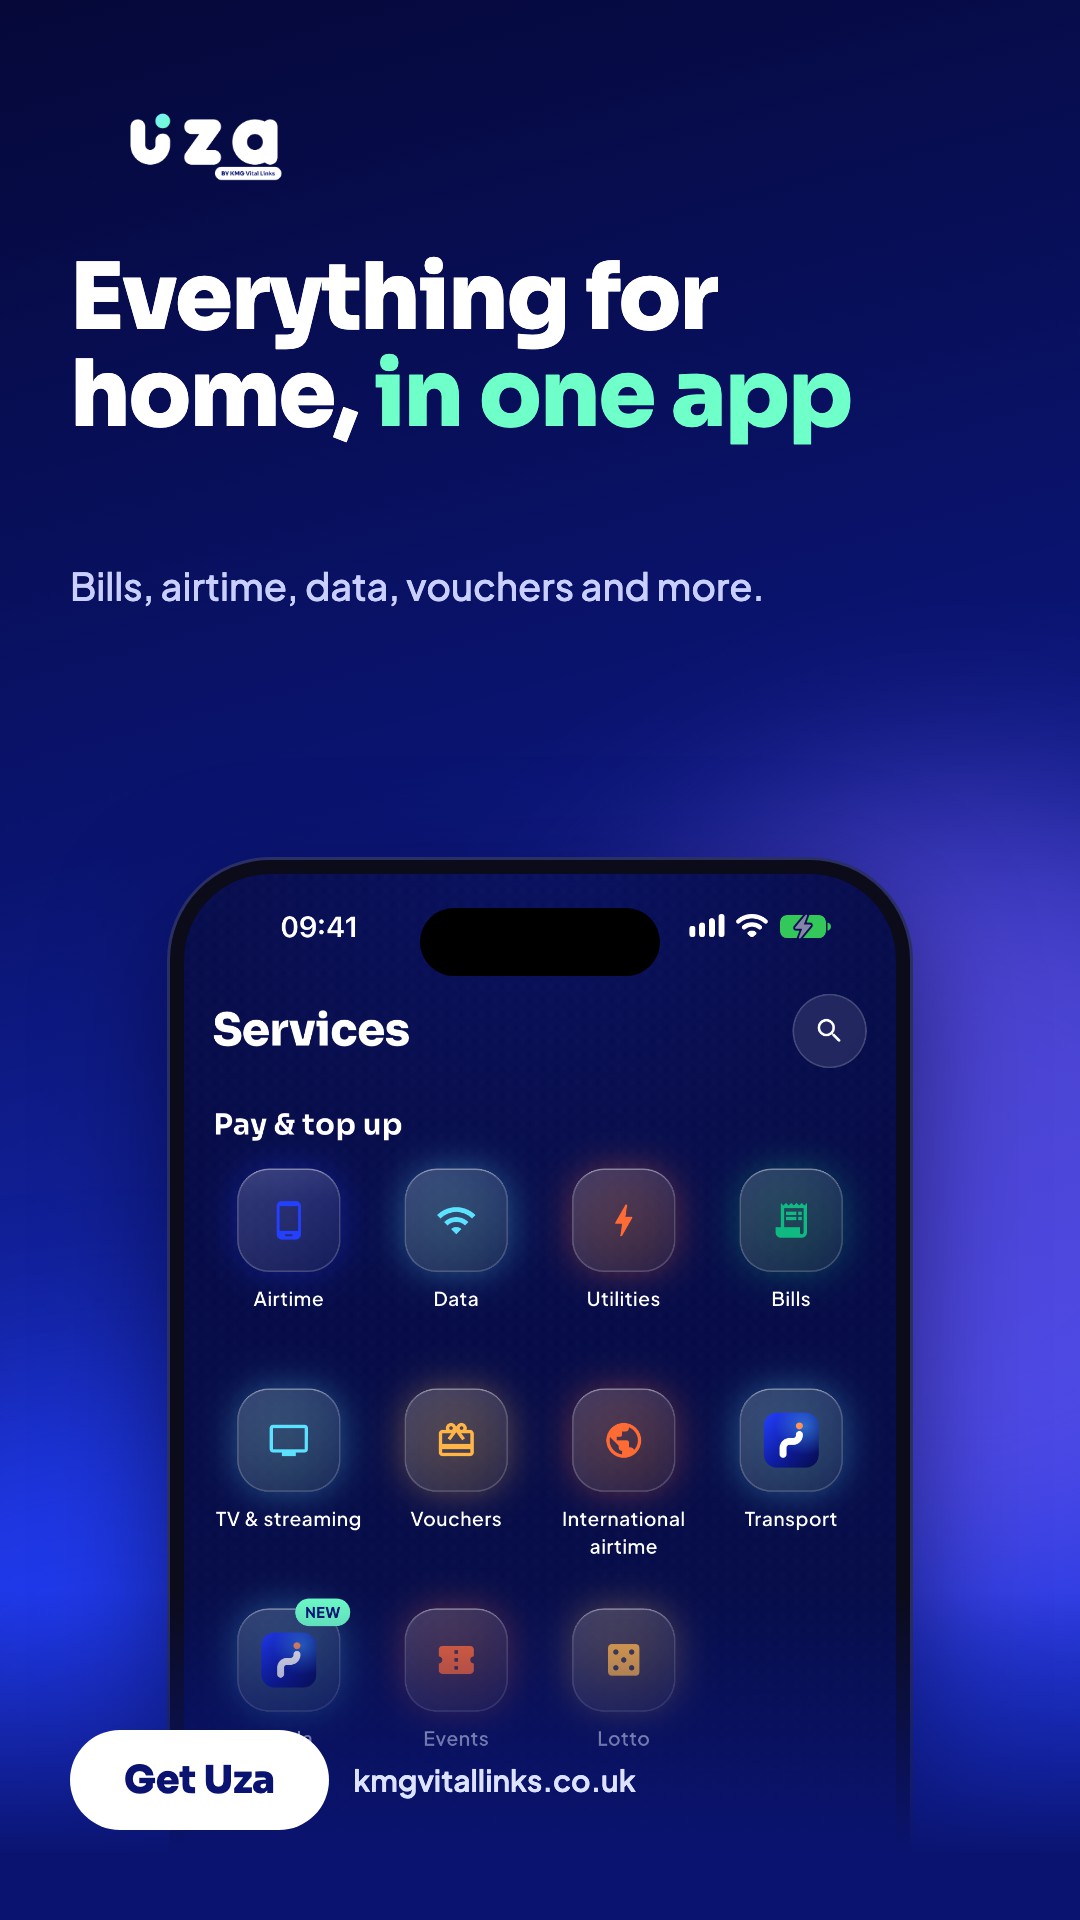 uza
BY KMG Vital Links
Everything for
home, in one app
Bills, airtime, data, vouchers and more.
09:41
Services
Pay & top up
Airtime Data Utilities Bills
TV & streaming Vouchers International airtime Transport
NEW
Events Lotto
Get Uza
kmgvitallinks.co.uk